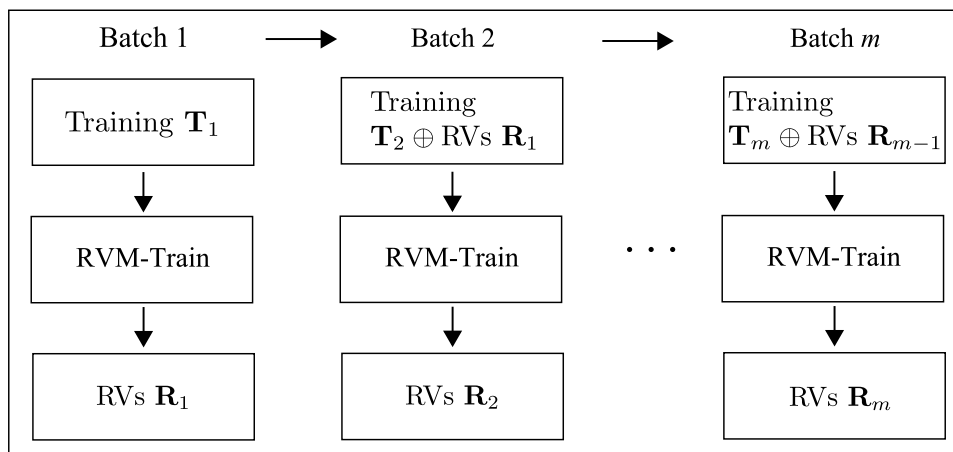 Batch 1
Batch 2
Batch m
Training T₁
Training
T₂ ⊕ RVs R₁
Training
Tₘ ⊕ RVs Rₘ₋₁
RVM-Train
RVM-Train
. . .
RVM-Train
RVs R₁
RVs R₂
RVs Rₘ